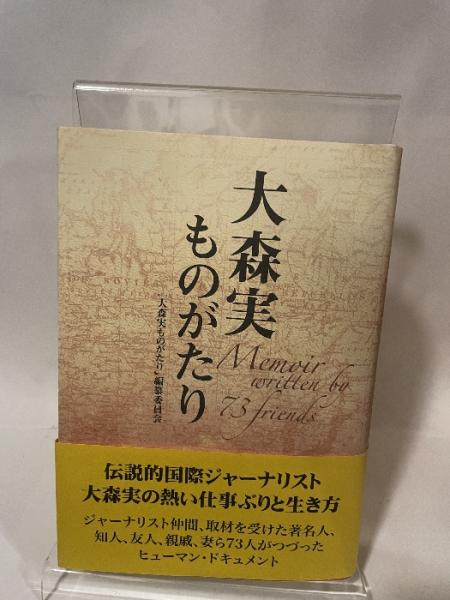 大森実
ものがたり
「大森実ものがたり」編纂委員会
Memoir
written by
73 friends
伝説的国際ジャーナリスト
大森実の熱い仕事ぶりと生き方
ジャーナリスト仲間、取材を受けた著名人、
知人、友人、親戚、妻ら73人がつづった
ヒューマン・ドキュメント